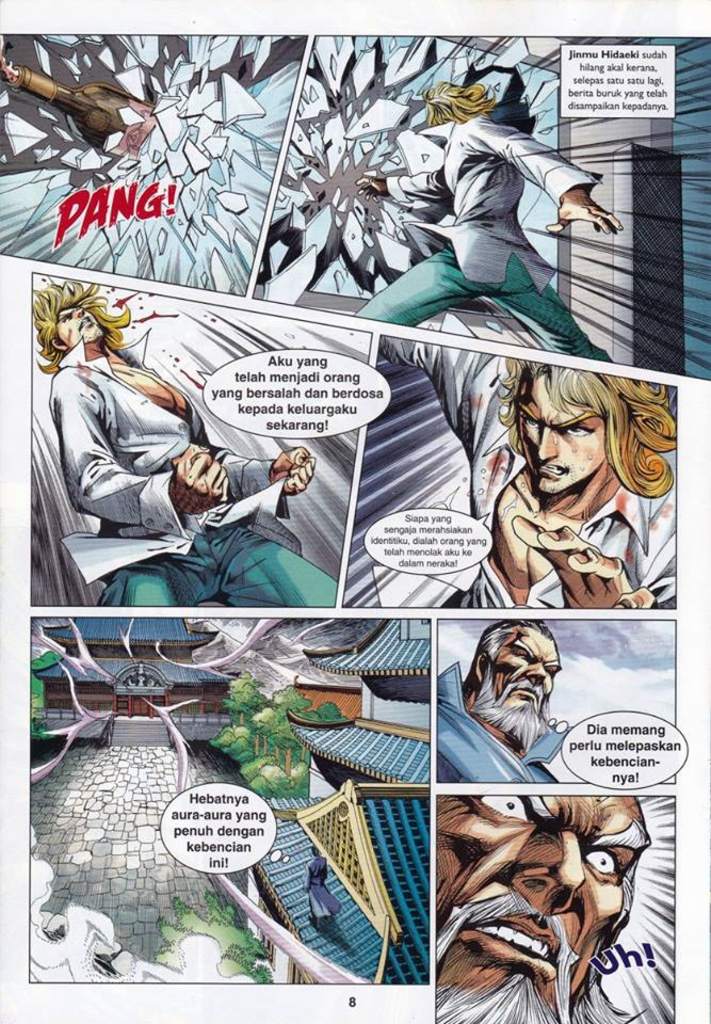 PANG!
Jinmu Hidaeki sudah
hilang akal kerana,
selepas satu satu lagi,
berita buruk yang telah
disampaikan kepadanya.
Aku yang
telah menjadi orang
yang bersalah dan berdosa
kepada keluargaku
sekarang!
Siapa yang
sengaja merahsiakan
identitiku, dialah orang yang
telah menolak aku ke
dalam neraka!
Hebatnya
aura-aura yang
penuh dengan
kebencian
ini!
Dia memang
perlu melepaskan
kebencian-
nya!
Uh!
8